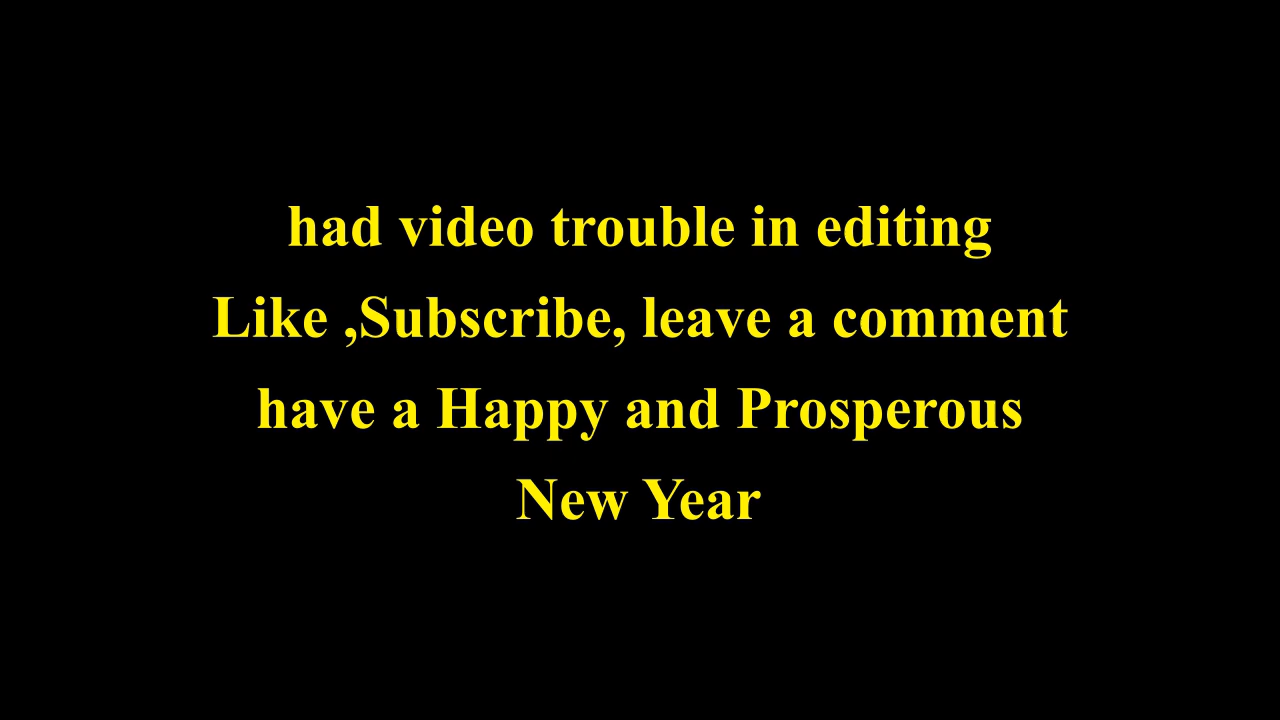 had video trouble in editing
Like ,Subscribe, leave a comment
have a Happy and Prosperous
New Year